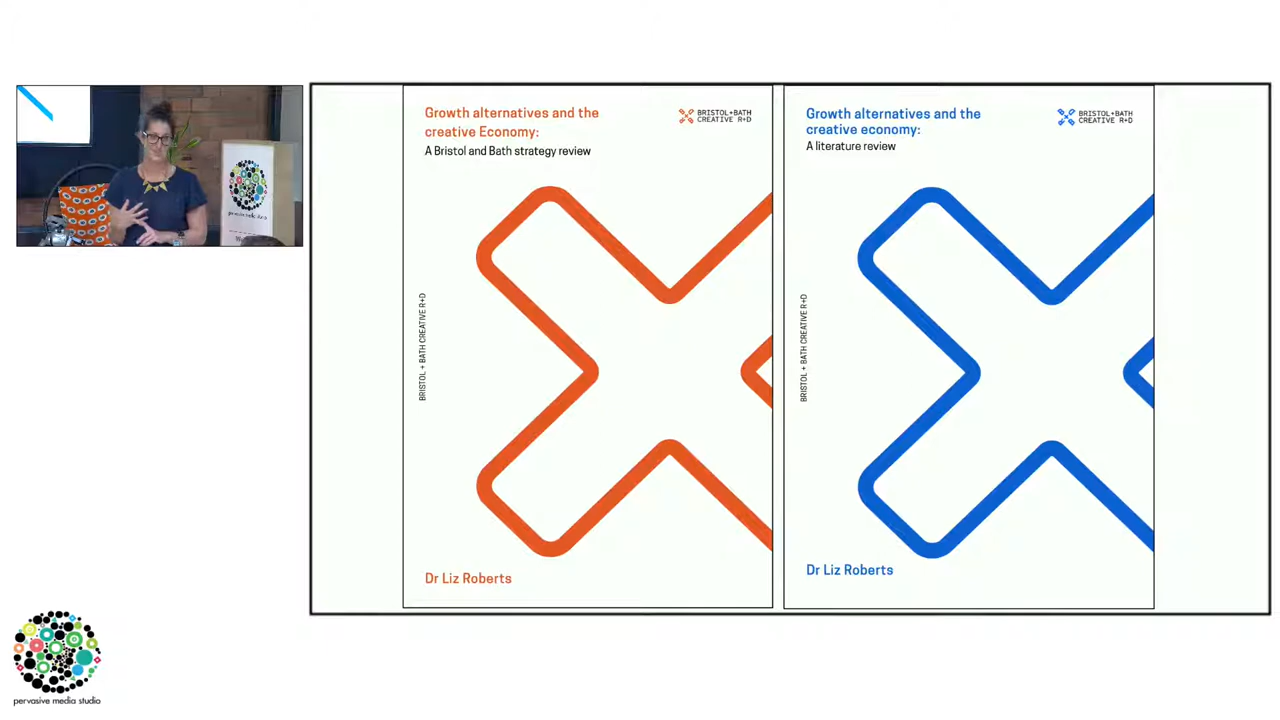 Growth alternatives and the
creative Economy:
A Bristol and Bath strategy review
BRISTOL+BATH
CREATIVE R+D
BRISTOL + BATH CREATIVE R+D
Dr Liz Roberts
Growth alternatives and the
creative economy:
A literature review
BRISTOL+BATH
CREATIVE R+D
BRISTOL + BATH CREATIVE R+D
Dr Liz Roberts
pervasive media studio